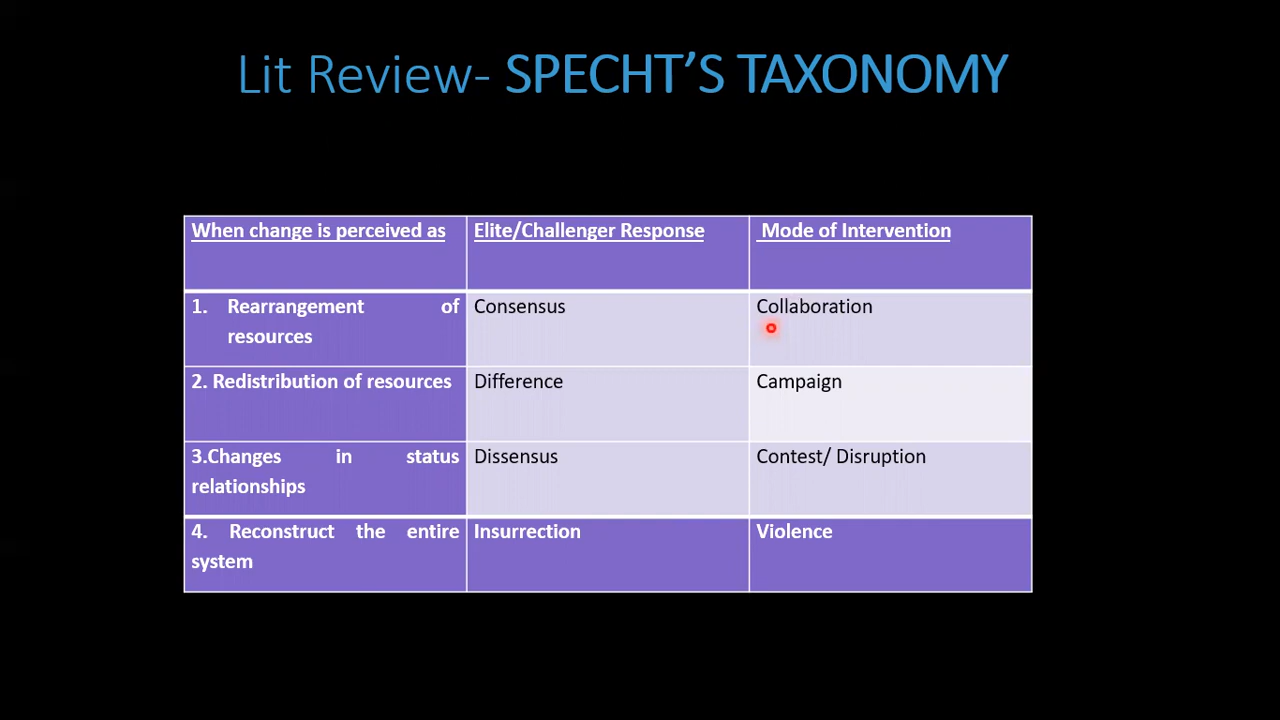 Lit Review- SPECHT’S TAXONOMY
When change is perceived as
Elite/Challenger Response
Mode of Intervention
1. Rearrangement of
resources
Consensus
Collaboration
2. Redistribution of resources
Difference
Campaign
3.Changes in status
relationships
Dissensus
Contest/ Disruption
4. Reconstruct the entire
system
Insurrection
Violence